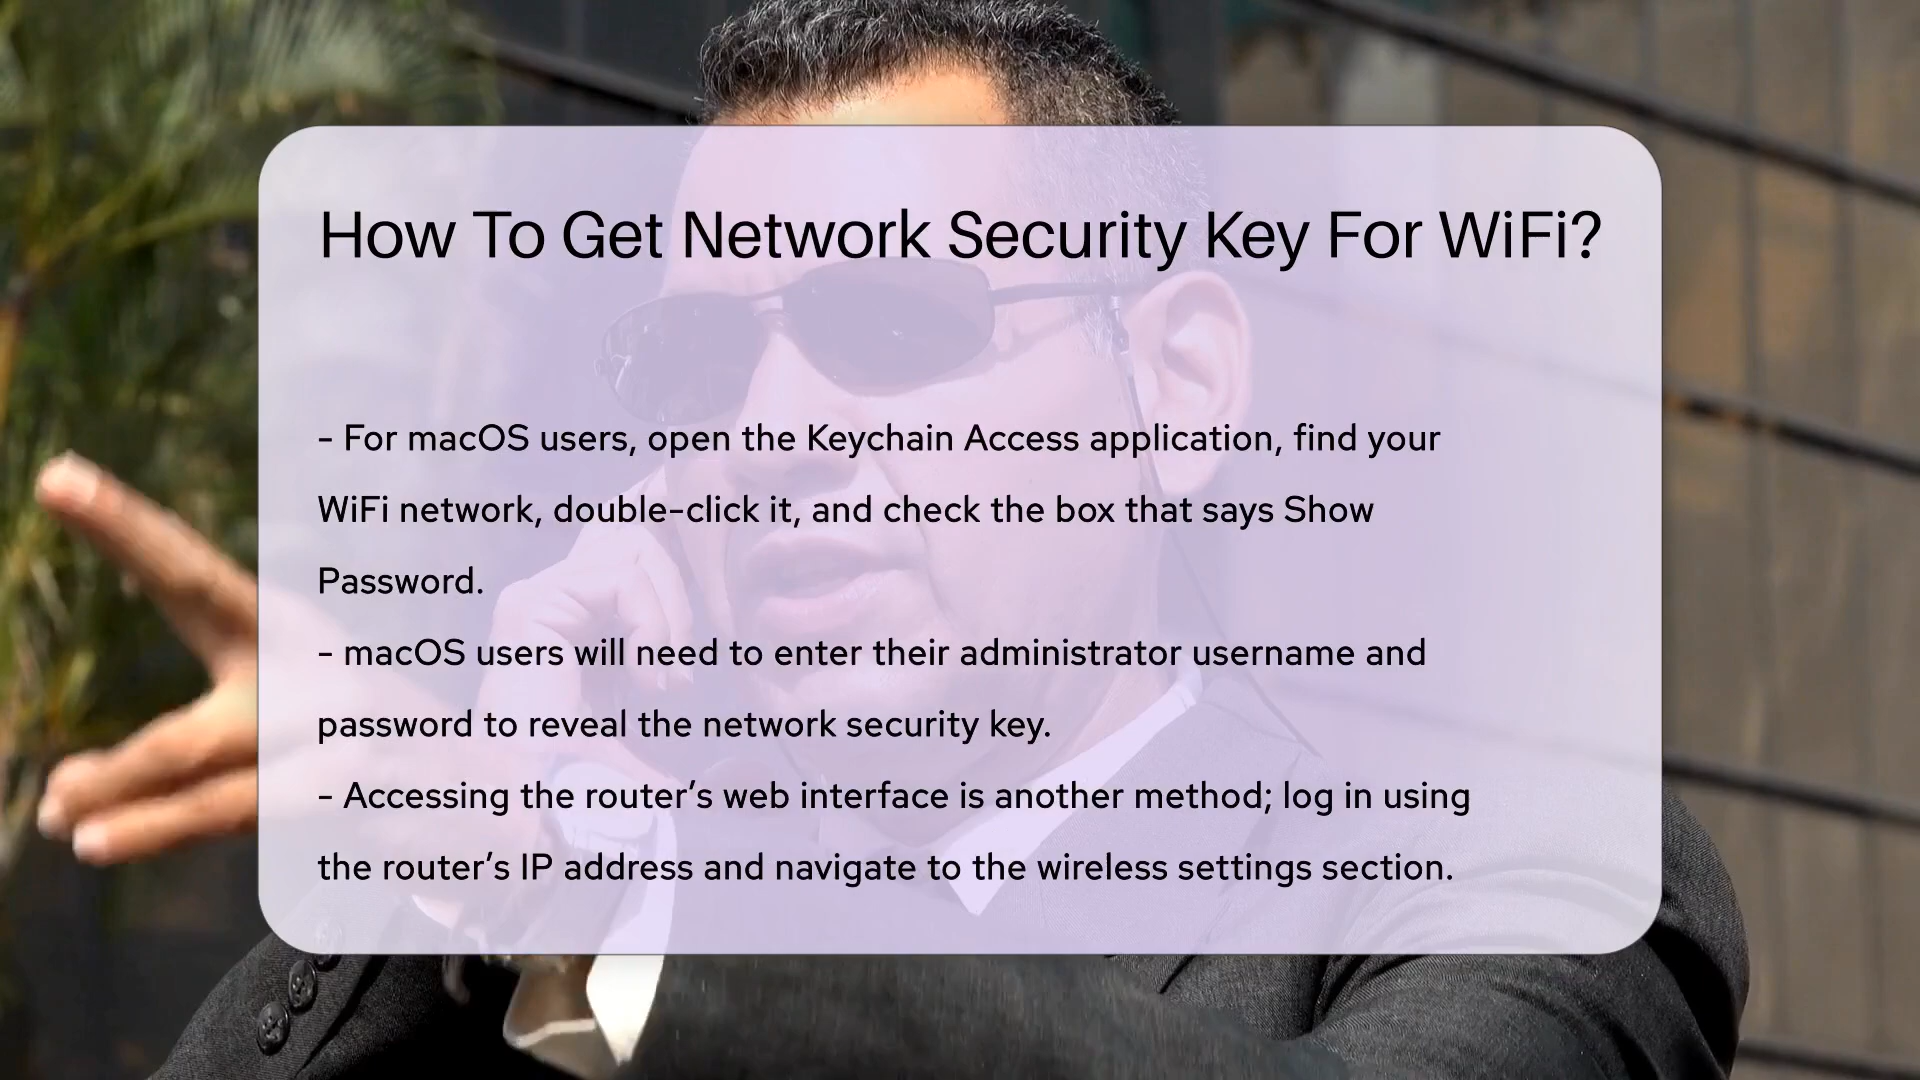 How To Get Network Security Key For WiFi?
- For macOS users, open the Keychain Access application, find your
WiFi network, double-click it, and check the box that says Show
Password.
- macOS users will need to enter their administrator username and
password to reveal the network security key.
- Accessing the router’s web interface is another method; log in using
the router’s IP address and navigate to the wireless settings section.